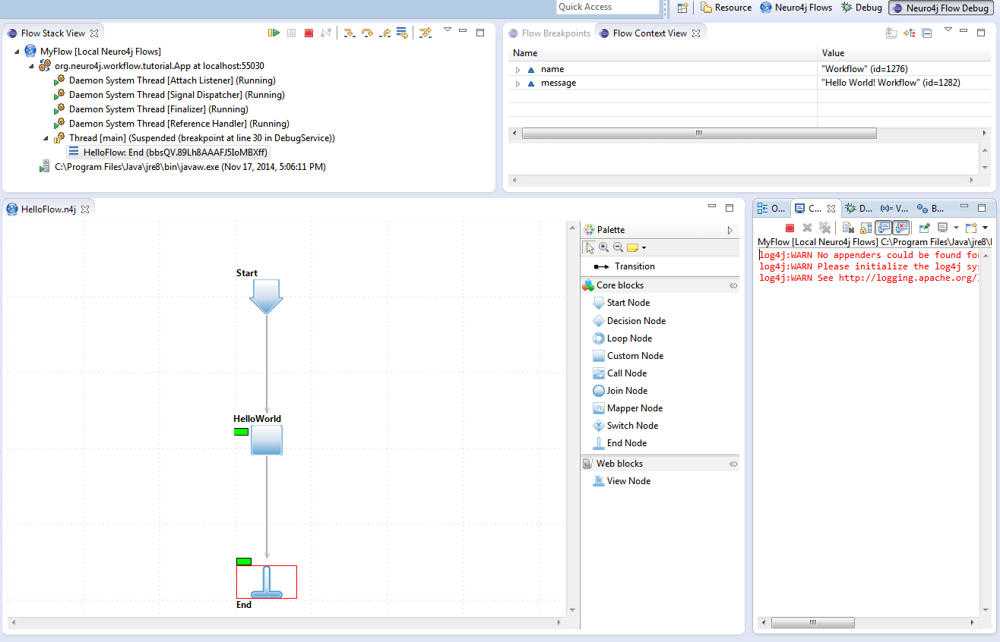 Quick Access
Resource
Neuro4j Flows
Debug
Neuro4j Flow Debug
Flow Stack View
MyFlow [Local Neuro4j Flows]
org.neuro4j.workflow.tutorial.App at localhost:55030
Daemon System Thread [Attach Listener] (Running)
Daemon System Thread [Signal Dispatcher] (Running)
Daemon System Thread [Finalizer] (Running)
Daemon System Thread [Reference Handler] (Running)
Thread [main] (Suspended (breakpoint at line 30 in DebugService))
HelloFlow: End (bbsQV.89Lh8AAAFJ5IoMBXff)
C:\Program Files\Java\jre8\bin\javaw.exe (Nov 17, 2014, 5:06:11 PM)
Flow Breakpoints
Flow Context View
Name Value
name "Workflow" (id=1276)
message "Hello World! Workflow" (id=1282)
HelloFlow.n4j
Start
HelloWorld
End
Palette
Transition
Core blocks
Start Node
Decision Node
Loop Node
Custom Node
Call Node
Join Node
Mapper Node
Switch Node
End Node
Web blocks
View Node
O... C... D... (x)= V... B...
MyFlow [Local Neuro4j Flows] C:\Program Files\Java\jre8\
log4j:WARN No appenders could be found for
log4j:WARN Please initialize the log4j sys
log4j:WARN See http://logging.apache.org/